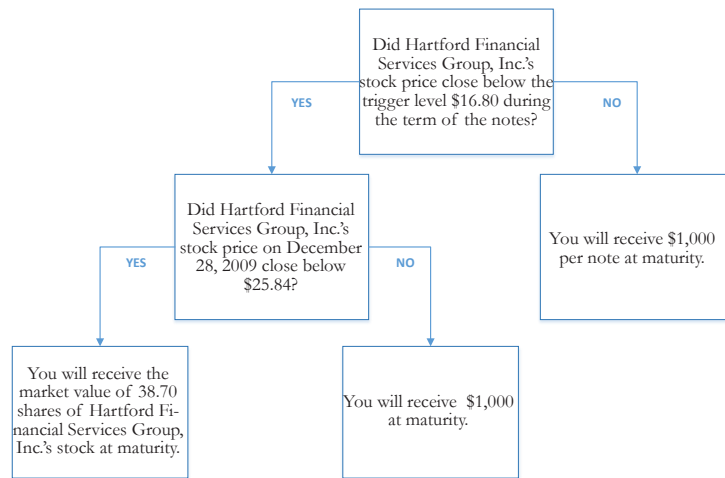 Did Hartford Financial
Services Group, Inc.'s
stock price close below the
trigger level $16.80 during
the term of the notes?
YES
NO
Did Hartford Financial
Services Group, Inc.'s
stock price on December
28, 2009 close below
$25.84?
You will receive $1,000
per note at maturity.
YES
NO
You will receive the
market value of 38.70
shares of Hartford Fi-
nancial Services Group,
Inc.'s stock at maturity.
You will receive $1,000
at maturity.